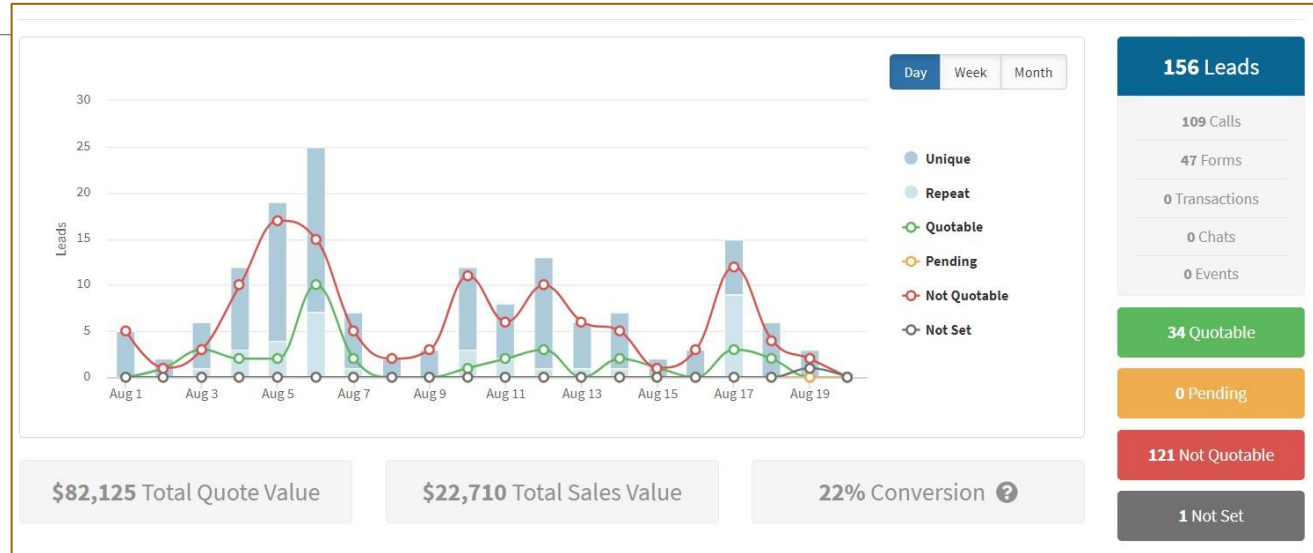 Day Week Month
156 Leads
109 Calls
47 Forms
0 Transactions
0 Chats
0 Events
34 Quotable
0 Pending
121 Not Quotable
1 Not Set
30
25
20
15
10
5
0
Leads
Aug 1 Aug 3 Aug 5 Aug 7 Aug 9 Aug 11 Aug 13 Aug 15 Aug 17 Aug 19
Unique
Repeat
Quotable
Pending
Not Quotable
Not Set
$82,125 Total Quote Value
$22,710 Total Sales Value
22% Conversion ?